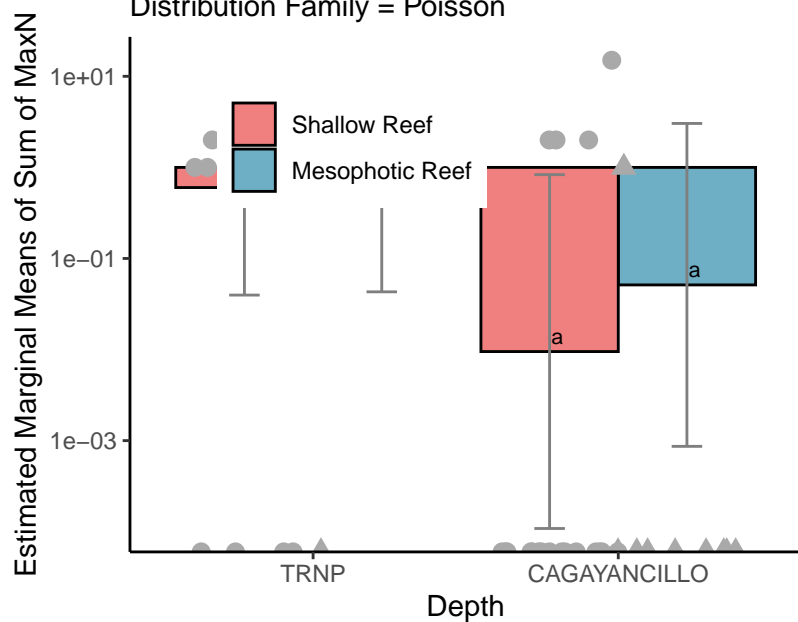 Distribution Family = Poisson
Estimated Marginal Means of Sum of MaxN
1e+01
1e−01
1e−03
Shallow Reef
Mesophotic Reef
a
a
TRNP
CAGAYANCILLO
Depth